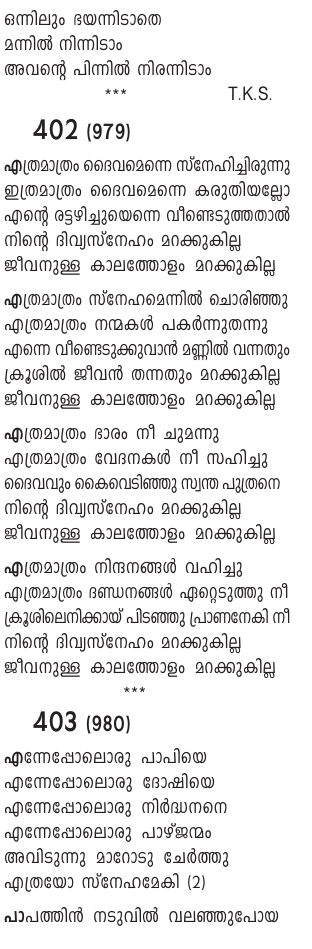 ഒന്നിലും ഭയന്നിടാതെ
മന്നിൽ നിന്നിടാം
അവന്റെ പിന്നിൽ നിരന്നിടാം
*** T.K.S.
402 (979)
എത്രമാത്രം ദൈവമെന്നെ സ്നേഹിച്ചിരുന്നു
ഇത്രമാത്രം ദൈവമെന്നെ കരുതിയല്ലോ
എന്റെ രട്ടഴിച്ചുയെന്നെ വീണ്ടെടുത്തതാൽ
നിന്റെ ദിവ്യസ്നേഹം മറക്കുകില്ല
ജീവനുള്ള കാലത്തോളം മറക്കുകില്ല
എത്രമാത്രം സ്നേഹമെന്നിൽ ചൊരിഞ്ഞു
എത്രമാത്രം നന്മകൾ പകർന്നുതന്നു
എന്നെ വീണ്ടെടുക്കുവാൻ മണ്ണിൽ വന്നതും
ക്രൂശിൽ ജീവൻ തന്നതും മറക്കുകില്ല
ജീവനുള്ള കാലത്തോളം മറക്കുകില്ല
എത്രമാത്രം ഭാരം നീ ചുമന്നു
എത്രമാത്രം വേദനകൾ നീ സഹിച്ചു
ദൈവവും കൈവെടിഞ്ഞു സ്വന്ത പുത്രനെ
നിന്റെ ദിവ്യസ്നേഹം മറക്കുകില്ല
ജീവനുള്ള കാലത്തോളം മറക്കുകില്ല
എത്രമാത്രം നിന്ദനങ്ങൾ വഹിച്ചു
എത്രമാത്രം ദണ്ഡനങ്ങൾ ഏറ്റെടുത്തു നീ
ക്രൂശിലെനിക്കായ് പിടഞ്ഞു പ്രാണനേകി നീ
നിന്റെ ദിവ്യസ്നേഹം മറക്കുകില്ല
ജീവനുള്ള കാലത്തോളം മറക്കുകില്ല
***
403 (980)
എന്നേപ്പോലൊരു പാപിയെ
എന്നേപ്പോലൊരു ദോഷിയെ
എന്നേപ്പോലൊരു നിർദ്ധനനെ
എന്നേപ്പോലൊരു പാഴ്ജന്മം
അവിടുന്നു മാറോടു ചേർത്തു
എത്രയോ സ്നേഹമേകി (2)
പാപത്തിൻ നടുവിൽ വലഞ്ഞുപോയ